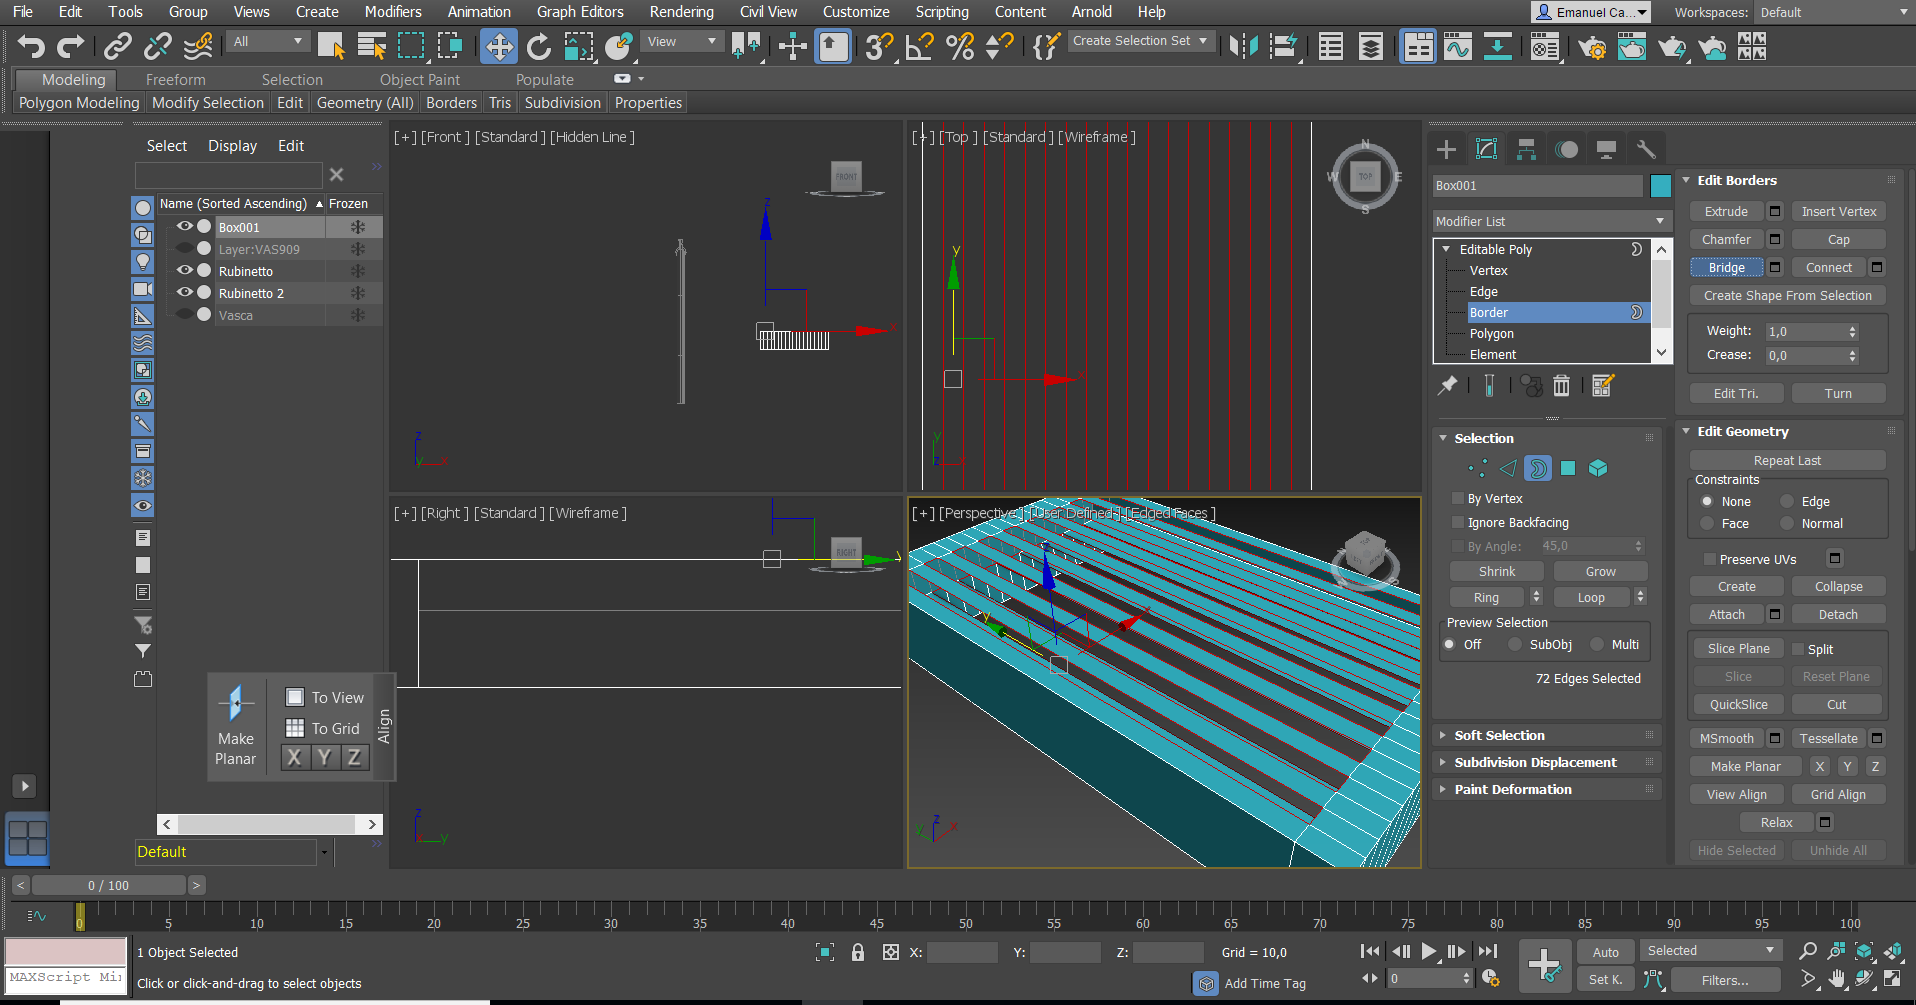 File Edit Tools Group Views Create Modifiers Animation Graph Editors Rendering Civil View Customize Scripting Content Arnold Help
Emanuel Ca... Workspaces: Default
All View Create Selection Set
Modeling Freeform Selection Object Paint Populate
Polygon Modeling Modify Selection Edit Geometry (All) Borders Tris Subdivision Properties
Select Display Edit
Name (Sorted Ascending) Frozen
Box001
Layer:VAS909
Rubinetto
Rubinetto 2
Vasca
Make Planar
To View
To Grid
X Y Z
Align
Default
[+] [Front ] [Standard ] [Hidden Line ]
FRONT
z
x
z
y x
[+] [Top ] [Standard ] [Wireframe ]
N
W TOP E
S
y
x
y
z x
[+] [Right ] [Standard ] [Wireframe ]
RIGHT
y
z
x y
[+] [Perspective ] [User Defined ] [Edged Faces ]
z
y
x
z
y x
Box001
Modifier List
Editable Poly
Vertex
Edge
Border
Polygon
Element
Selection
By Vertex
Ignore Backfacing
By Angle: 45,0
Shrink Grow
Ring Loop
Preview Selection
Off SubObj Multi
72 Edges Selected
Soft Selection
Subdivision Displacement
Paint Deformation
Edit Borders
Extrude Insert Vertex
Chamfer Cap
Bridge Connect
Create Shape From Selection
Weight: 1,0
Crease: 0,0
Edit Tri. Turn
Edit Geometry
Repeat Last
Constraints
None Edge
Face Normal
Preserve UVs
Create Collapse
Attach Detach
Slice Plane Split
Slice Reset Plane
QuickSlice Cut
MSmooth Tessellate
Make Planar X Y Z
View Align Grid Align
Relax
Hide Selected Unhide All
< 0 / 100 >
0 5 10 15 20 25 30 35 40 45 50 55 60 65 70 75 80 85 90 95 100
1 Object Selected X: Y: Z: Grid = 10,0 Auto Selected
MAXScript Mi
Click or click-and-drag to select objects Add Time Tag 0 Set K. Filters...